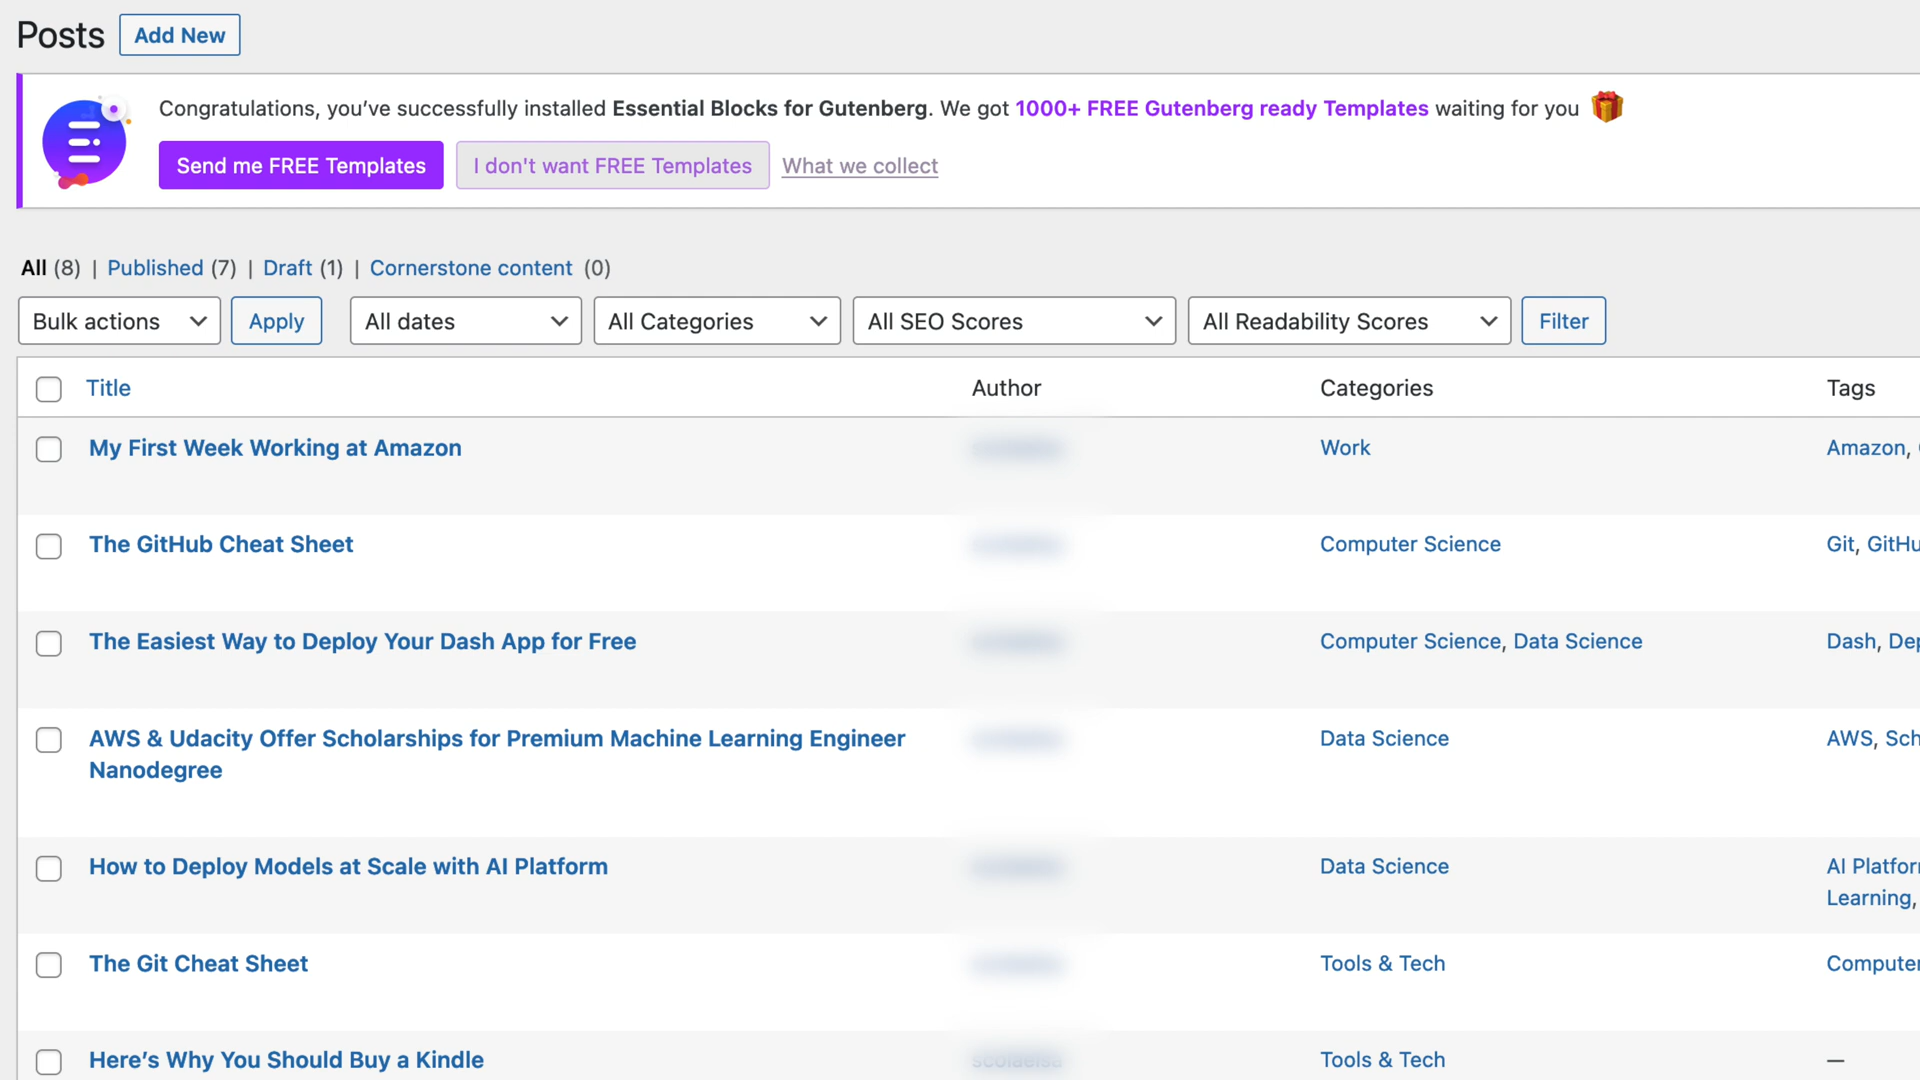 Posts Add New
Congratulations, you’ve successfully installed Essential Blocks for Gutenberg. We got 1000+ FREE Gutenberg ready Templates waiting for you
Send me FREE Templates I don't want FREE Templates What we collect
All (8) | Published (7) | Draft (1) | Cornerstone content (0)
Bulk actions Apply All dates All Categories All SEO Scores All Readability Scores Filter
Title Author Categories Tags
My First Week Working at Amazon Work Amazon,
The GitHub Cheat Sheet Computer Science Git, GitHu
The Easiest Way to Deploy Your Dash App for Free Computer Science, Data Science Dash, Dep
AWS & Udacity Offer Scholarships for Premium Machine Learning Engineer Data Science AWS, Sch
Nanodegree
How to Deploy Models at Scale with AI Platform Data Science AI Platfor
Learning,
The Git Cheat Sheet Tools & Tech Computer
Here’s Why You Should Buy a Kindle Tools & Tech —